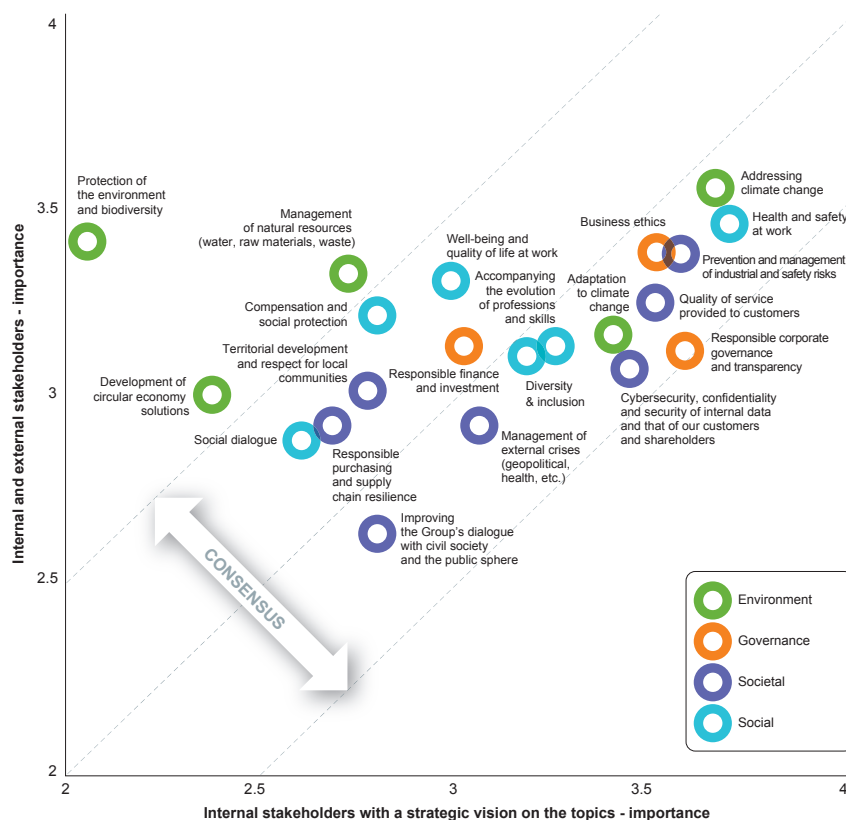 4
3.5
3
2.5
2
2
2.5
3
3.5
4
Internal and external stakeholders - importance
Internal stakeholders with a strategic vision on the topics - importance
Protection of
the environment
and biodiversity
Management
of natural resources
(water, raw materials, waste)
Compensation and
social protection
Territorial development
and respect for local
communities
Development of
circular economy
solutions
Social dialogue
Responsible
purchasing
and supply
chain resilience
Improving
the Group's dialogue
with civil society
and the public sphere
Well-being and
quality of life at work
Accompanying
the evolution
of professions
and skills
Responsible finance
and investment
Diversity
& inclusion
Management of
external crises
(geopolitical,
health, etc.)
Business ethics
Adaptation
to climate
change
Addressing
climate change
Health and safety
at work
Prevention and management
of industrial and safety risks
Quality of service
provided to customers
Responsible corporate
governance
and transparency
Cybersecurity, confidentiality
and security of internal data
and that of our customers
and shareholders
CONSENSUS
Environment
Governance
Societal
Social